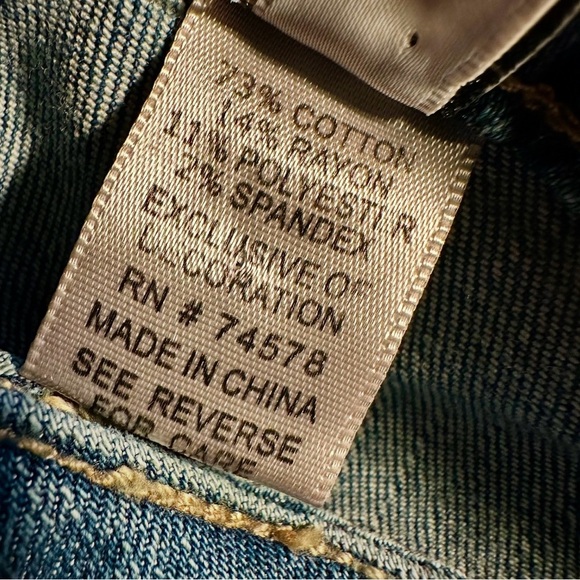 73% COTTON
14% RAYON
11% POLYESTER
2% SPANDEX
EXCLUSIVE OF
DECORATION
RN # 74578
MADE IN CHINA
SEE REVERSE
FOR CARE